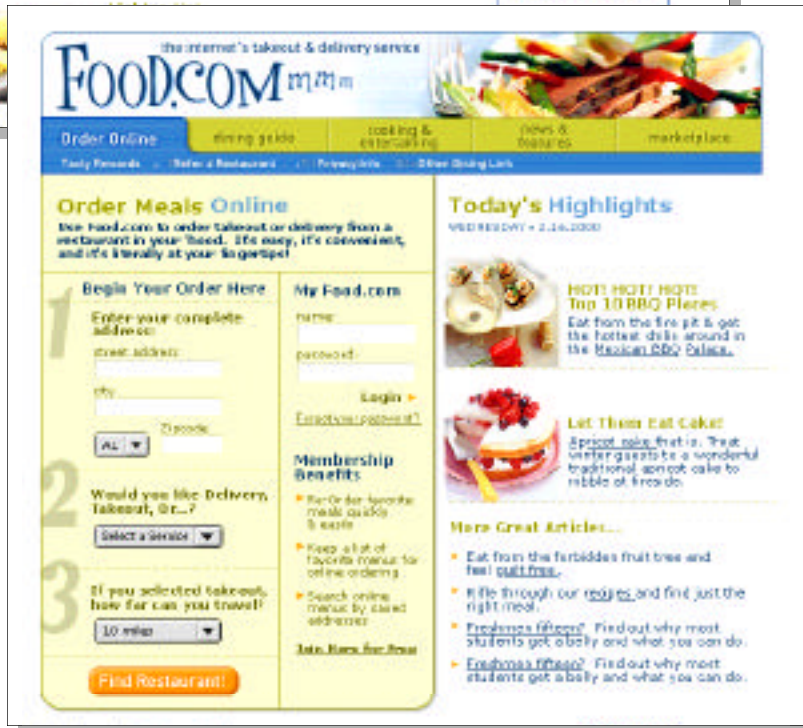 the internet's takeout & delivery service
FOOD.COM mmm
Order Online
dining guide
cooking &
entertaining
news &
features
marketplace
Tasty Rewards
Refer a Restaurant
Privacy Info
Other Dining Link
Order Meals Online
Use Food.com to order takeout or delivery from a
restaurant in your 'hood. It's easy, it's convenient,
and it's literally at your fingertips!
1
Begin Your Order Here
Enter your complete
address:
street address:
city
Zipcode
AL
2
Would you like Delivery,
Takeout, Or...?
Select a Service
3
If you selected takeout,
how far can you travel?
10 miles
Find Restaurant!
My Food.com
name:
password:
Login
Forgot your password?
Membership
Benefits
Re-Order favorite
meals quickly
& easily
Keep a list of
favorite menus for
online ordering
Search online
menus by saved
addresses
Join Now for Free
Today's Highlights
WEDNESDAY • 2.16.2000
HOT! HOT! HOT!
Top 10 BBQ Places
Eat from the fire pit & get
the hottest chilis around in
the Mexican BBQ Palace.
Let Them Eat Cake!
Apricot cake that is. Treat
winter guests to a wonderful
traditional apricot cake to
nibble at fireside.
More Great Articles...
Eat from the forbidden fruit tree and
feel guilt free.
Rifle through our recipes and find just the
right meal.
Freshmen fifteen? Find out why most
students get a belly and what you can do.
Freshmen fifteen? Find out why most
students get a belly and what you can do.